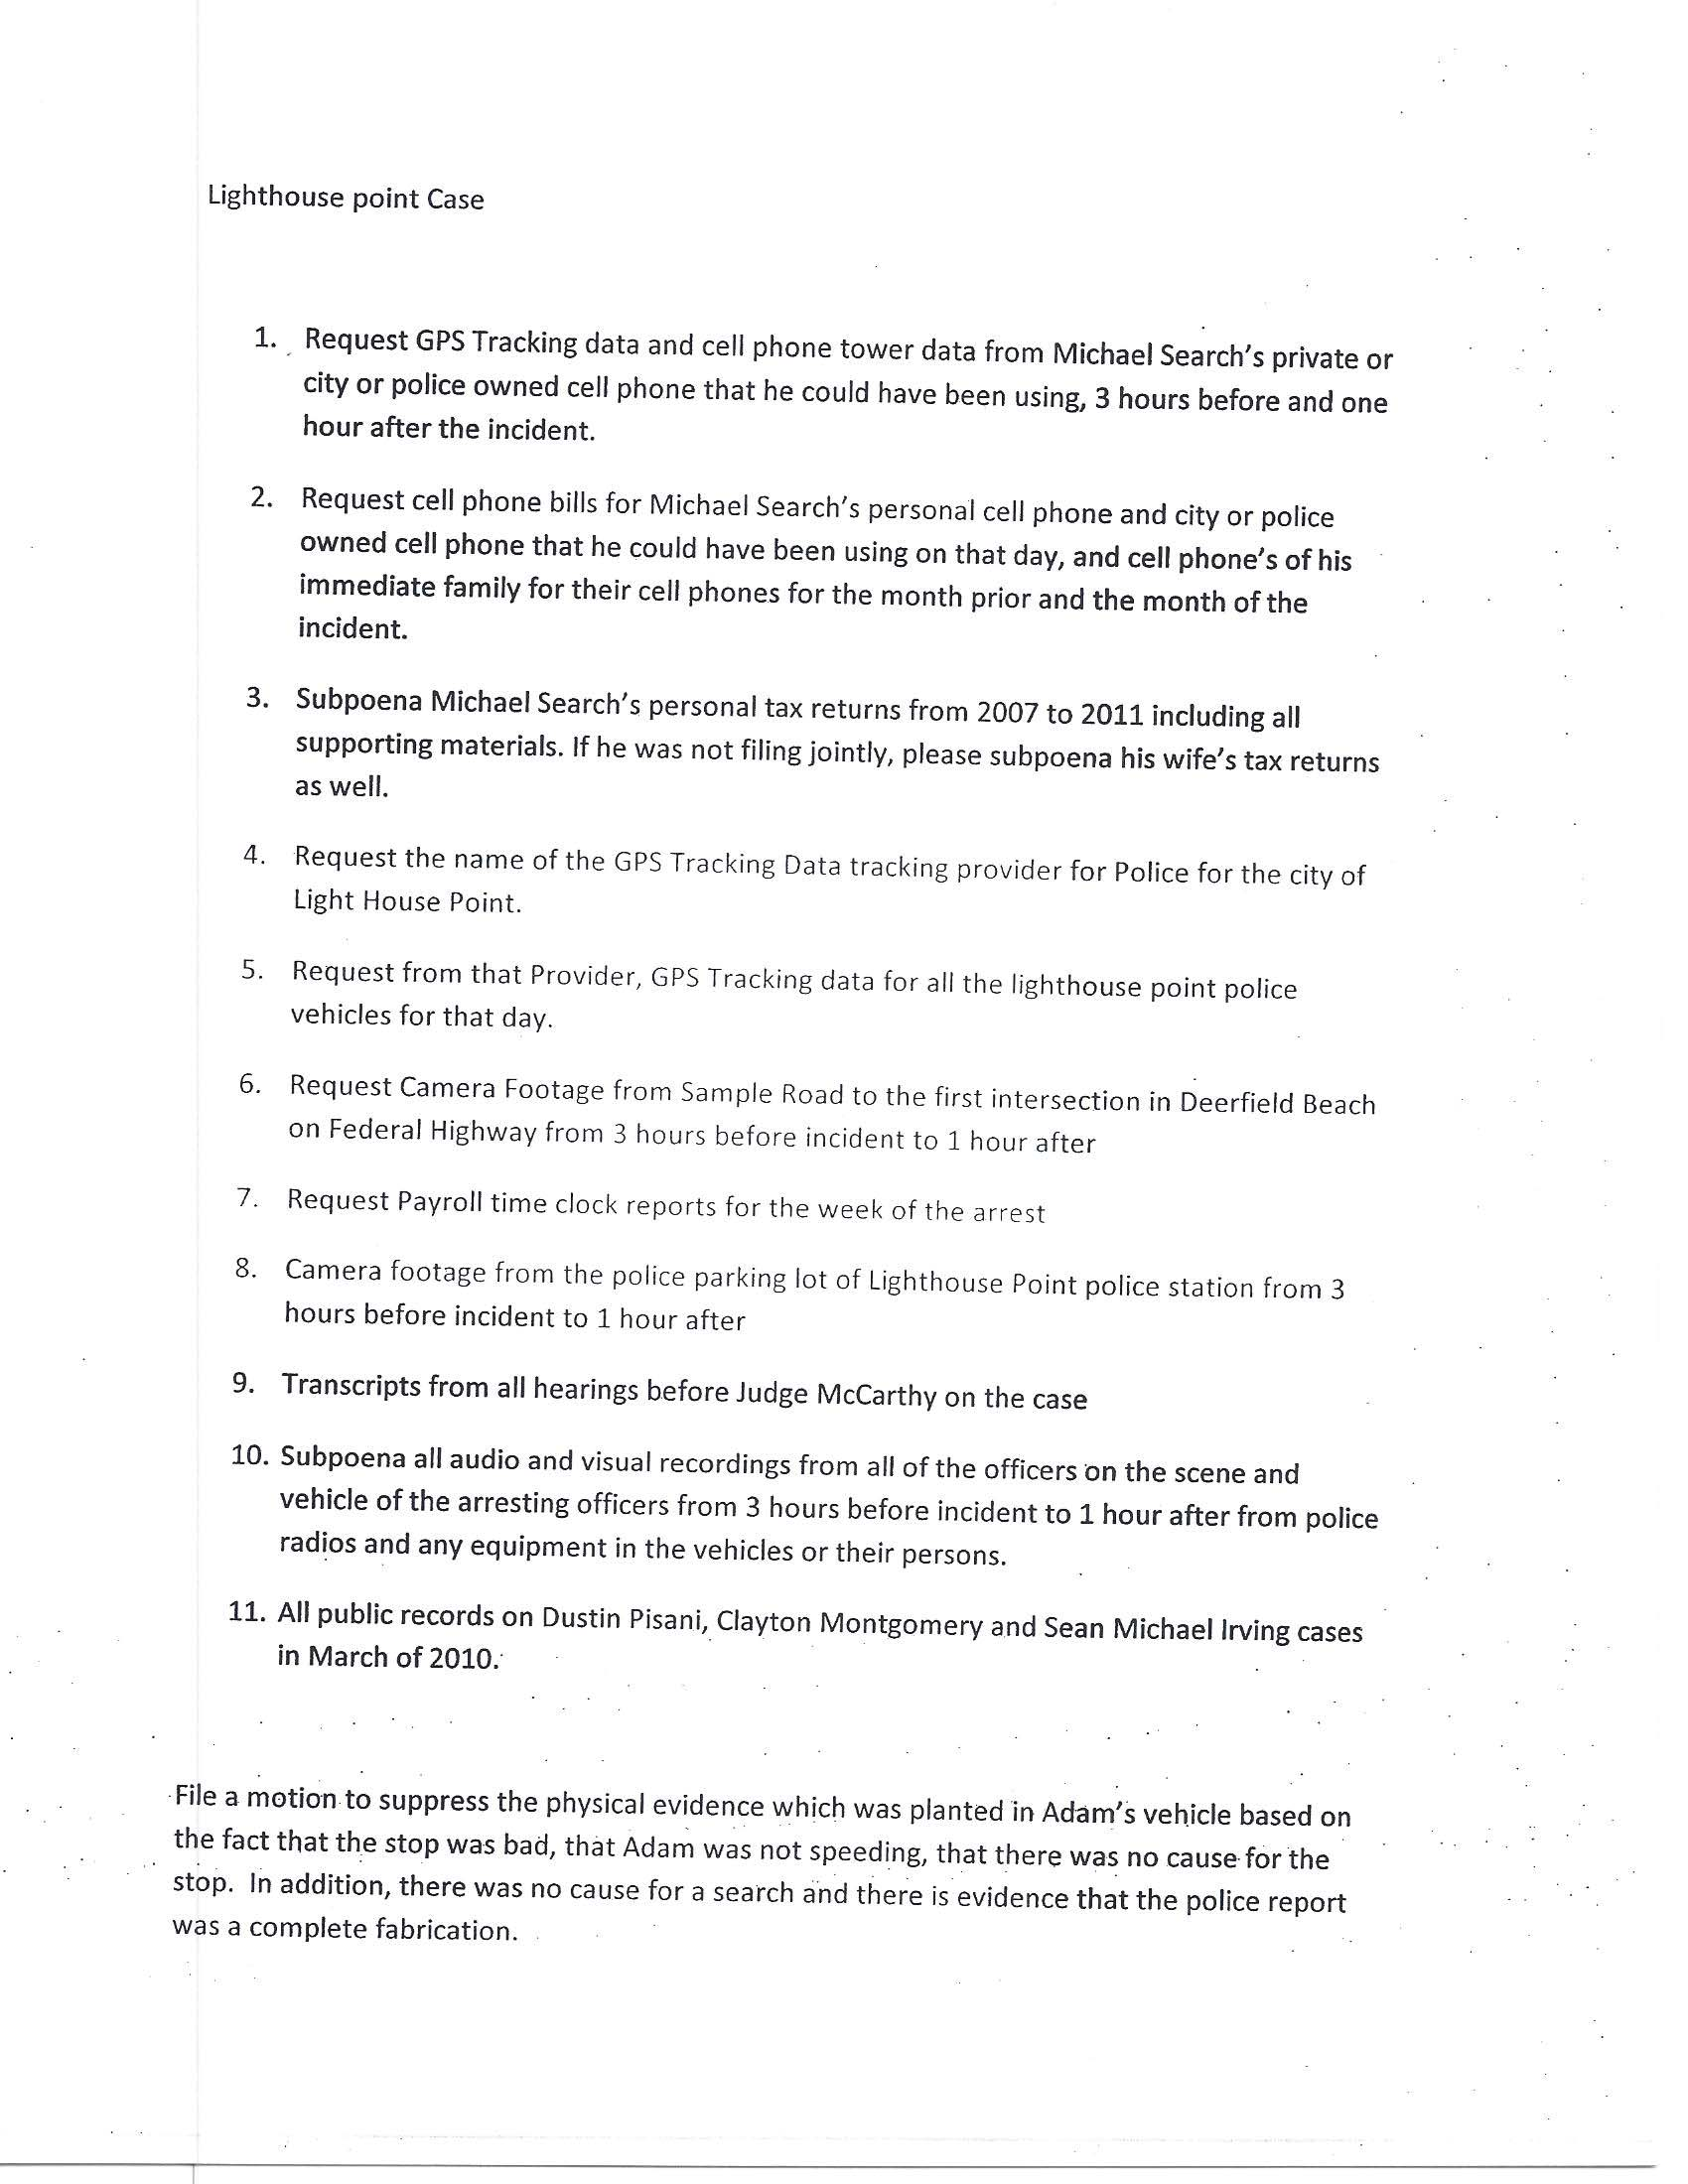 Lighthouse point Case
1. Request GPS Tracking data and cell phone tower data from Michael Search's private or
city or police owned cell phone that he could have been using, 3 hours before and one
hour after the incident.
2. Request cell phone bills for Michael Search's personal cell phone and city or police
owned cell phone that he could have been using on that day, and cell phone's of his
immediate family for their cell phones for the month prior and the month of the
incident.
3. Subpoena Michael Search's personal tax returns from 2007 to 2011 including all
supporting materials. If he was not filing jointly, please subpoena his wife's tax returns
as well.
4. Request the name of the GPS Tracking Data tracking provider for Police for the city of
Light House Point.
5. Request from that Provider, GPS Tracking data for all the lighthouse point police
vehicles for that day.
6. Request Camera Footage from Sample Road to the first intersection in Deerfield Beach
on Federal Highway from 3 hours before incident to 1 hour after
7. Request Payroll time clock reports for the week of the arrest
8. Camera footage from the police parking lot of Lighthouse Point police station from 3
hours before incident to 1 hour after
9. Transcripts from all hearings before Judge McCarthy on the case
10. Subpoena all audio and visual recordings from all of the officers on the scene and
vehicle of the arresting officers from 3 hours before incident to 1 hour after from police
radios and any equipment in the vehicles or their persons.
11. All public records on Dustin Pisani, Clayton Montgomery and Sean Michael Irving cases
in March of 2010.
File a motion to suppress the physical evidence which was planted in Adam's vehicle based on
the fact that the stop was bad, that Adam was not speeding, that there was no cause for the
stop. In addition, there was no cause for a search and there is evidence that the police report
was a complete fabrication.